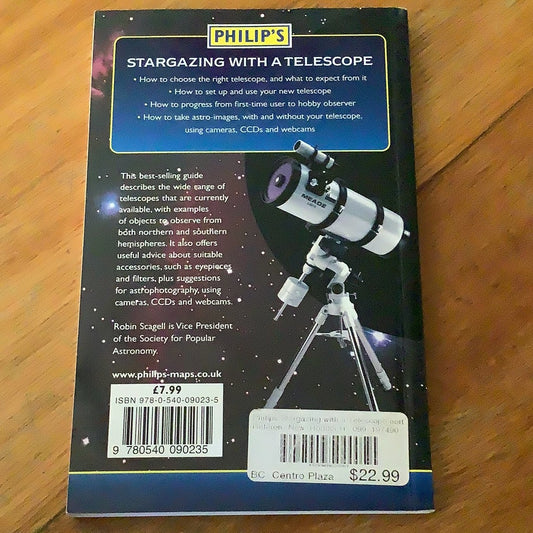 PHILIP'S
STARGAZING WITH A TELESCOPE
• How to choose the right telescope, and what to expect from it
• How to set up and use your new telescope
• How to progress from first-time user to hobby observer
• How to take astro-images, with and without your telescope,
using cameras, CCDs and webcams
This best-selling guide
describes the wide range of
telescopes that are currently
available, with examples
of objects to observe from
both northern and southern
hemispheres. It also offers
useful advice about suitable
accessories, such as eyepieces
and filters, plus suggestions
for astrophotography, using
cameras, CCDs and webcams.
Robin Scagell is Vice President
of the Society for Popular
Astronomy.
www.philips-maps.co.uk
MEADE
£7.99
ISBN 978-0-540-09023-5
9 780540 090235
Philips Stargazing with a Telescope
BC Centro Plaza $22.99